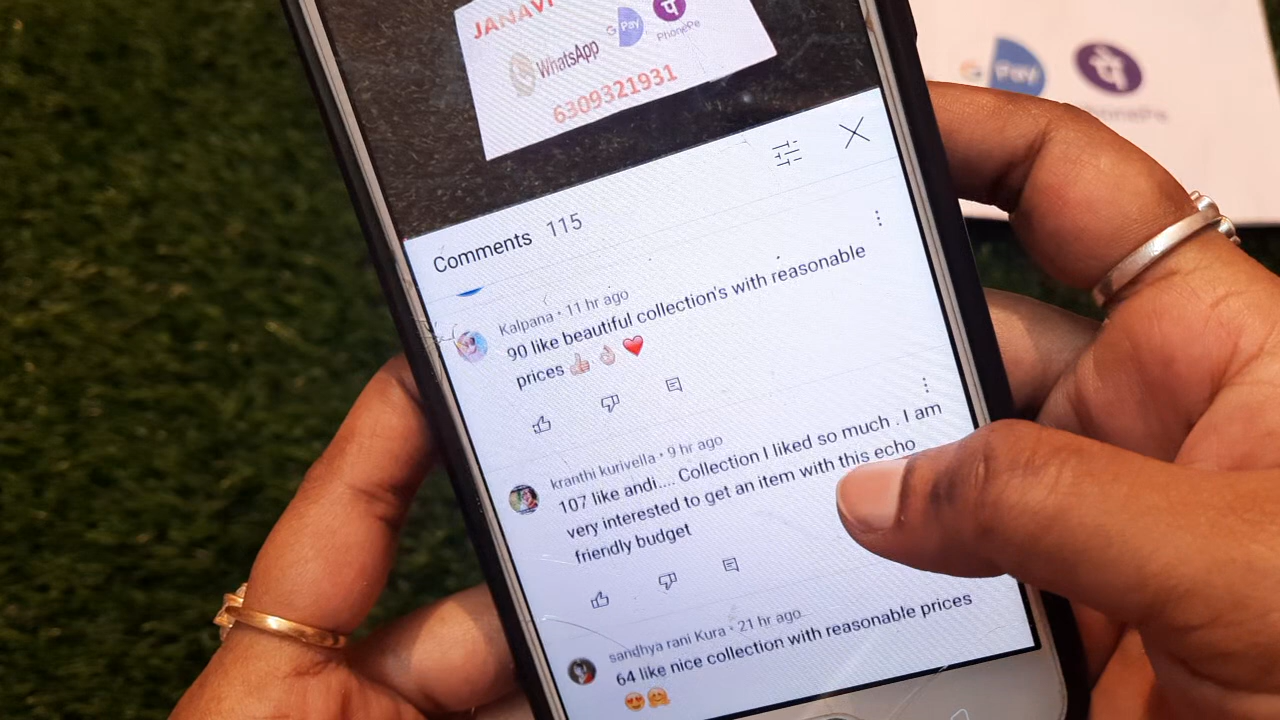 JANAVI
WhatsApp
G Pay
पे
PhonePe
6309321931
G Pay
पे
PhonePe
Comments 115
Kalpana • 11 hr ago
90 like beautiful collection's with reasonable
prices 👍👌❤️
kranthi kurivella • 9 hr ago
107 like andi.... Collection I liked so much . I am
very interested to get an item with this echo
friendly budget
sandhya rani Kura • 21 hr ago
64 like nice collection with reasonable prices
😍🤗